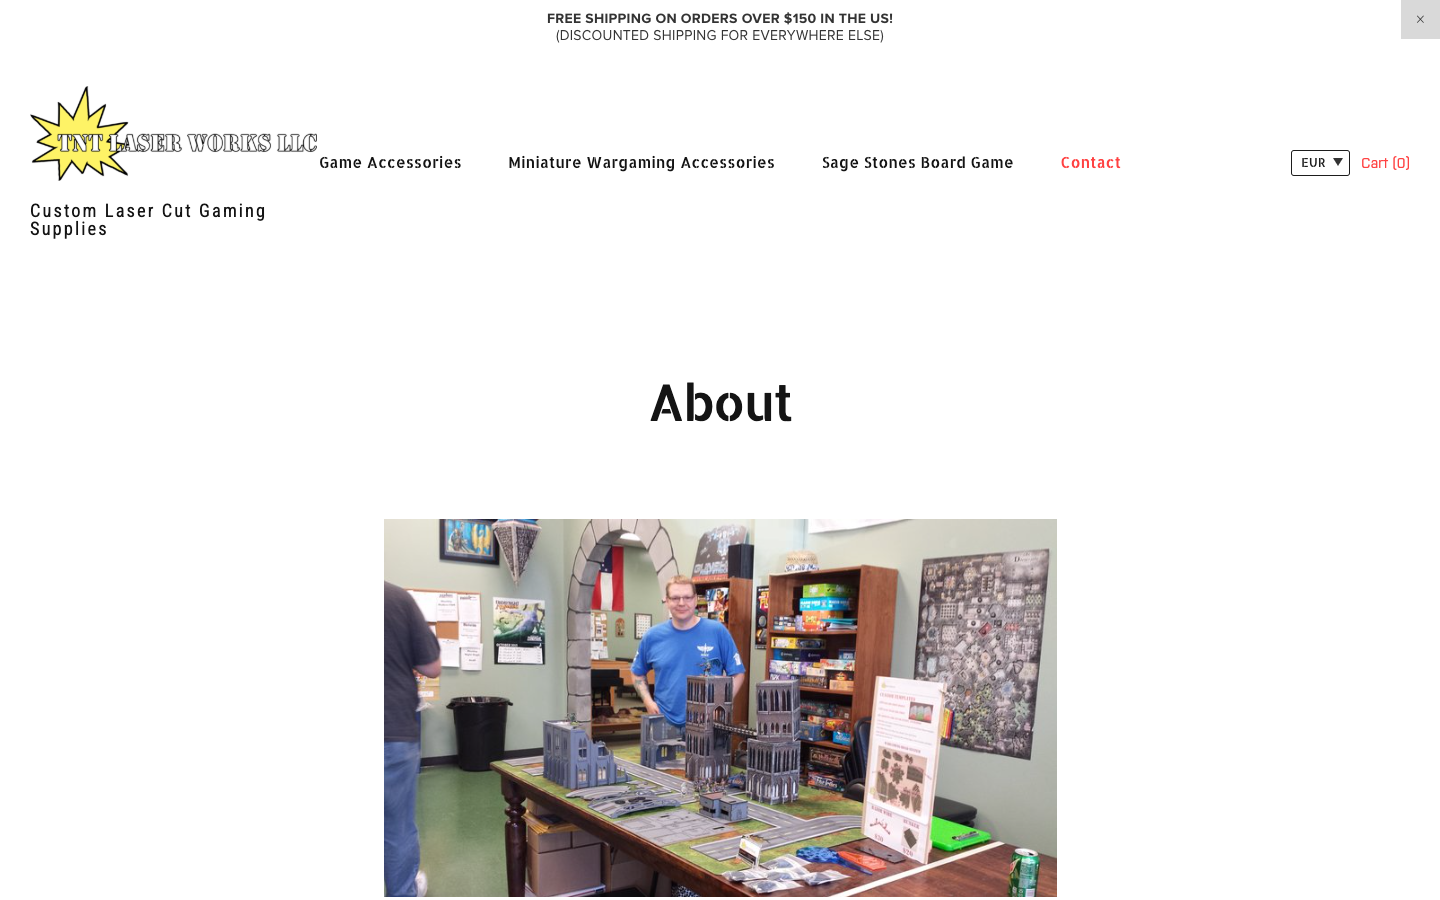 FREE SHIPPING ON ORDERS OVER $150 IN THE US!
(DISCOUNTED SHIPPING FOR EVERYWHERE ELSE)
TNT LASER WORKS LLC
Game Accessories
Miniature Wargaming Accessories
Sage Stones Board Game
Contact
EUR
Cart (0)
Custom Laser Cut Gaming
Supplies
About